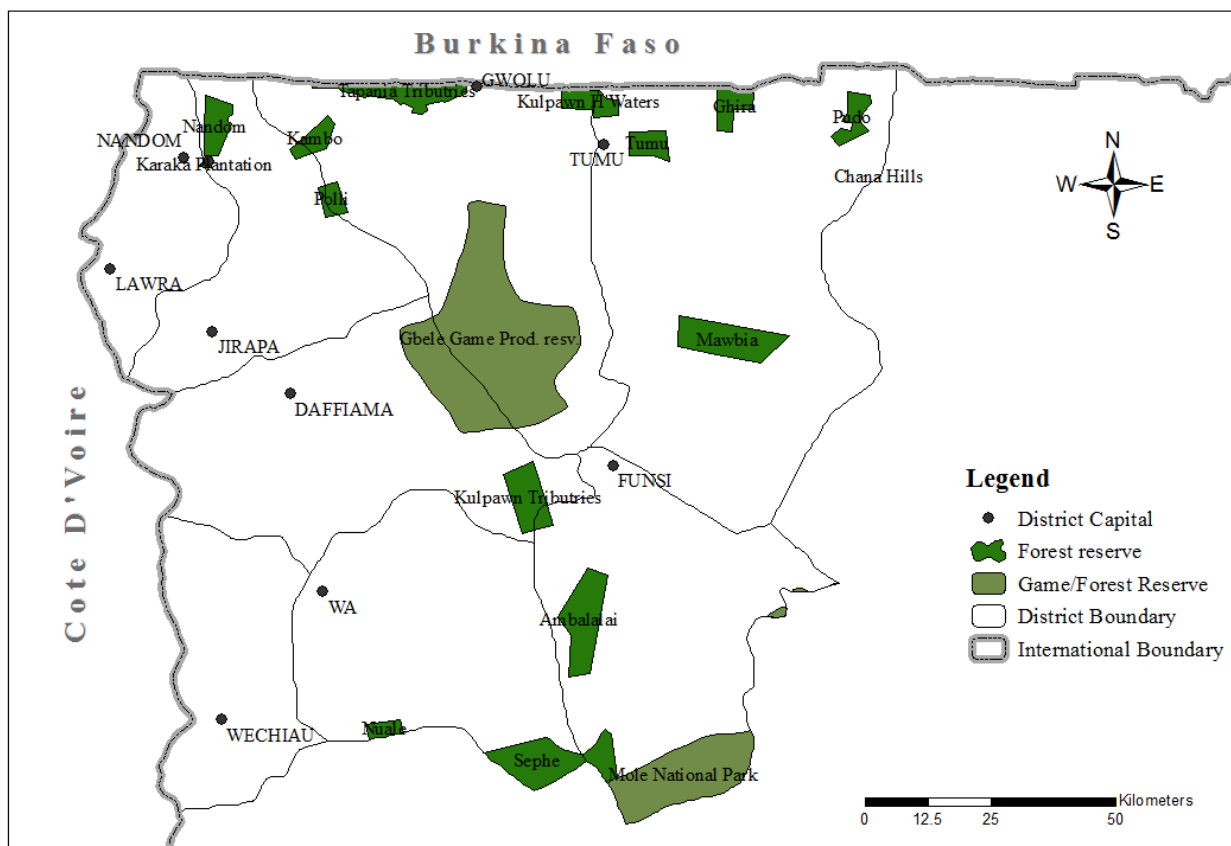 Burkina Faso
GWOLU
Tapania Tributries
Kulpawn H Waters
Ghira
Pudo
Nandom
NANDOM
Kambo
Tumu
TUMU
Karaka Plantation
Chana Hills
Polli
N
W
E
S
LAWRA
JIRAPA
Gbele Game Prod. resv.
Mawbia
DAFFIAMA
Cote D'Voire
FUNSI
Kulpawn Tributries
WA
Ambalalai
WECHIAU
Nuale
Sephe
Mole National Park
Legend
District Capital
Forest reserve
Game/Forest Reserve
District Boundary
International Boundary
Kilometers
0 12.5 25 50